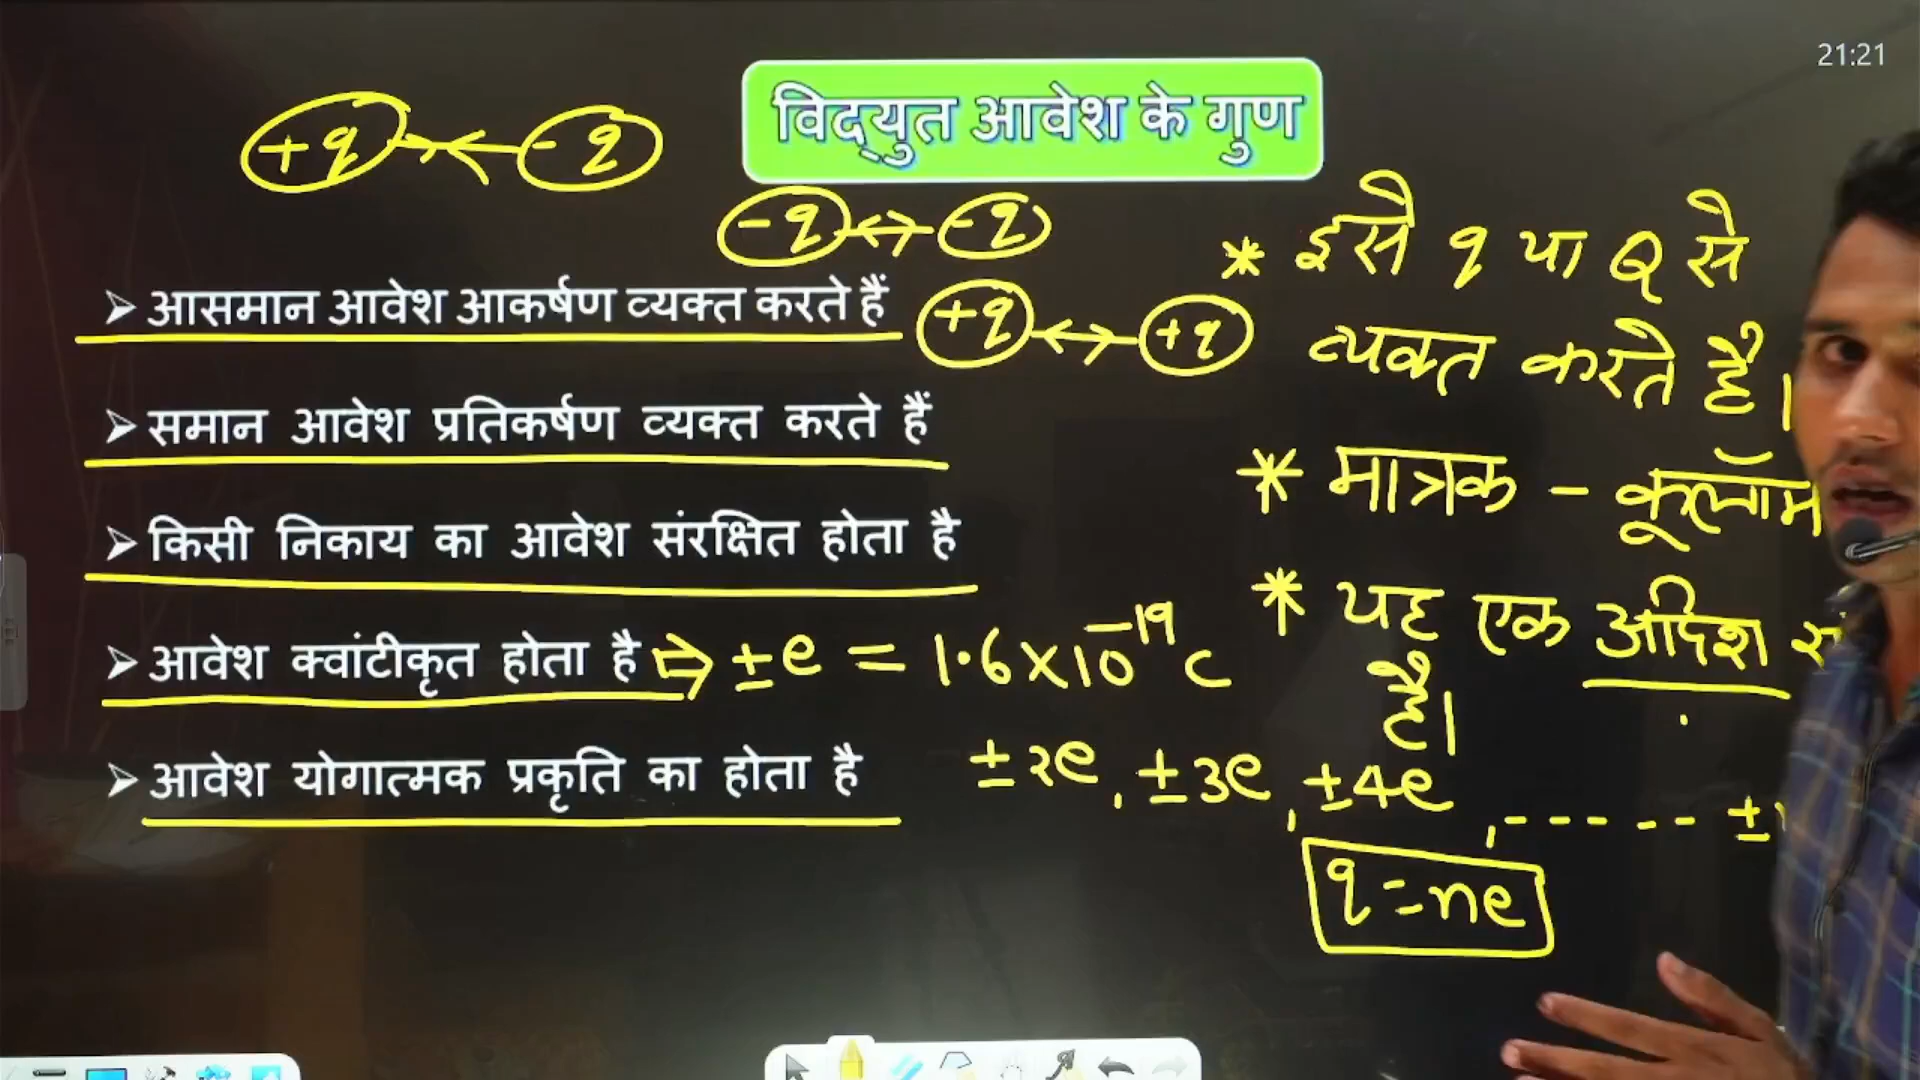 21:21
विद्युत आवेश के गुण
+q - q
-q -q
आसमान आवेश आकर्षण व्यक्त करते हैं
+q +q
समान आवेश प्रतिकर्षण व्यक्त करते हैं
किसी निकाय का आवेश संरक्षित होता है
आवेश क्वांटीकृत होता है ⇒ ±e = 1.6×10⁻¹⁹ C
आवेश योगात्मक प्रकृति का होता है
±2e, ±3e, ±4e, ------ ±
q = ne
* इसे q या Q से
व्यक्त करते है।
* मात्रक -
* यह एक अदिश
है।